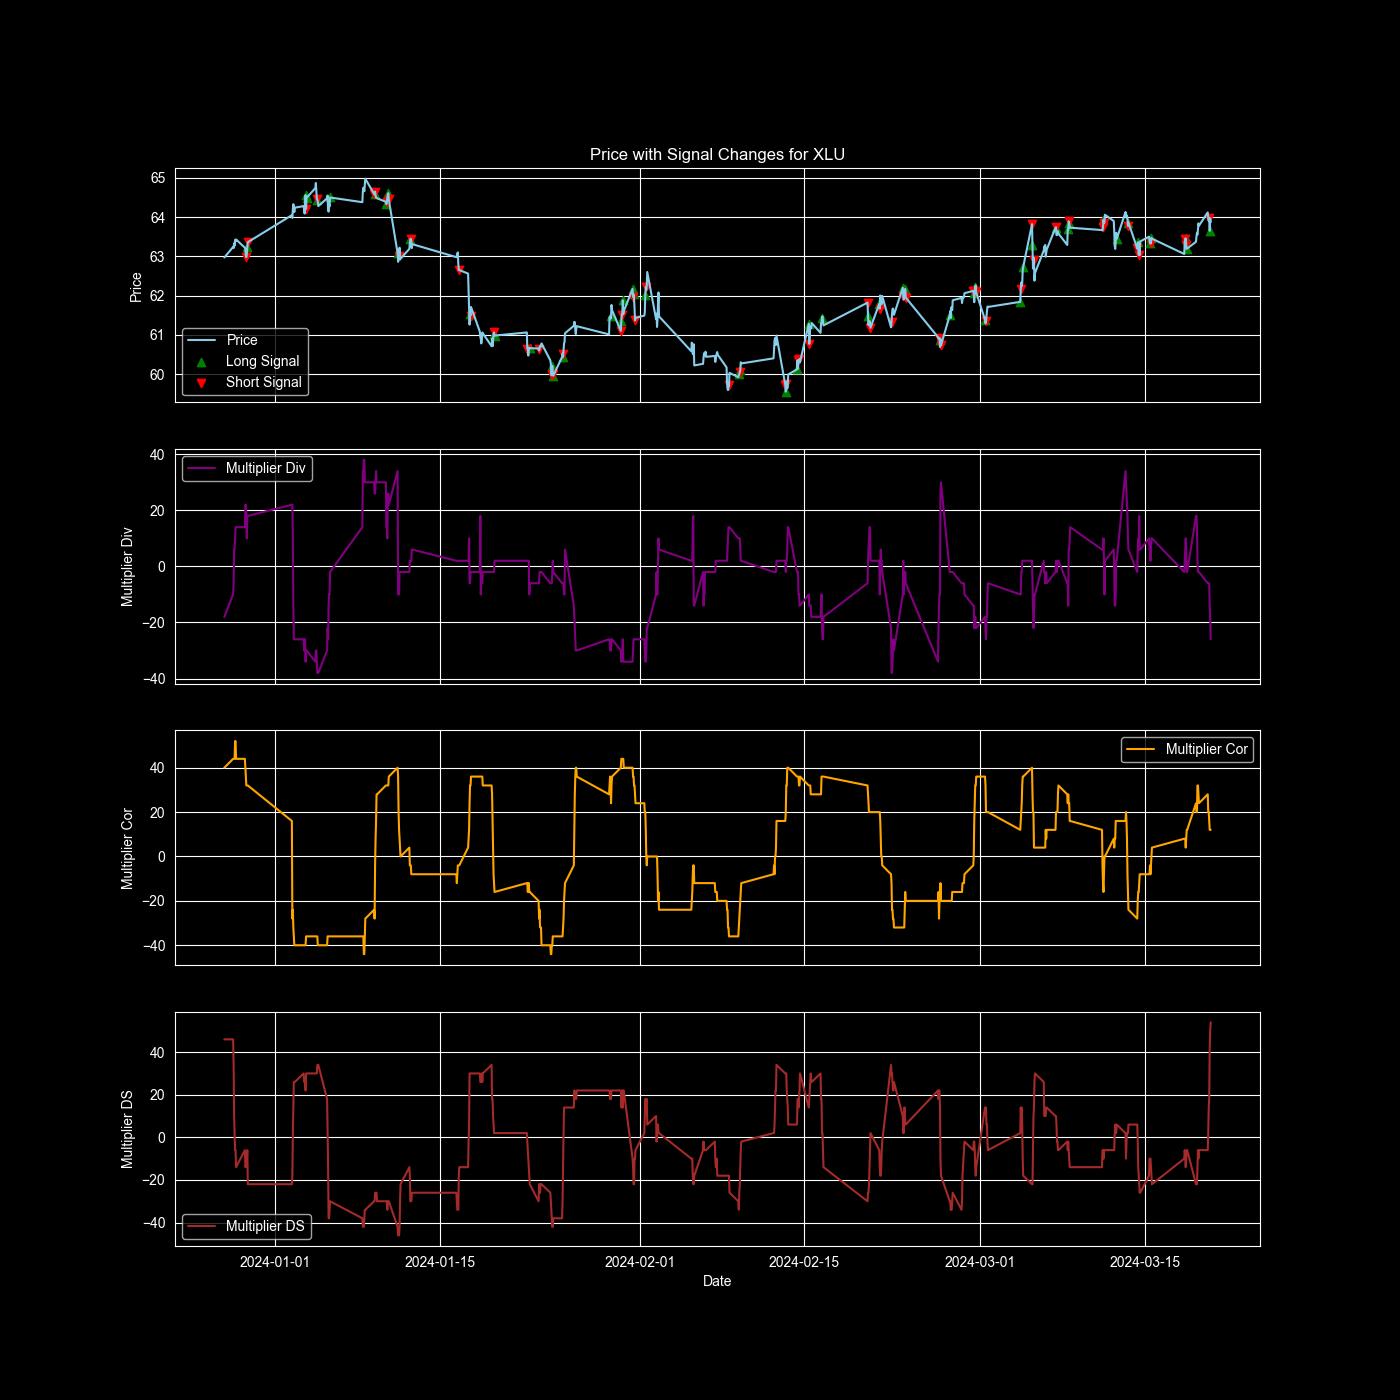 Price with Signal Changes for XLU
65
64
63
62
61
60
Price
Price
Long Signal
Short Signal
40
20
0
−20
−40
Multiplier Div
Multiplier Div
40
20
0
−20
−40
Multiplier Cor
Multiplier Cor
40
20
0
−20
−40
Multiplier DS
Multiplier DS
2024-01-01 2024-01-15 2024-02-01 2024-02-15 2024-03-01 2024-03-15
Date